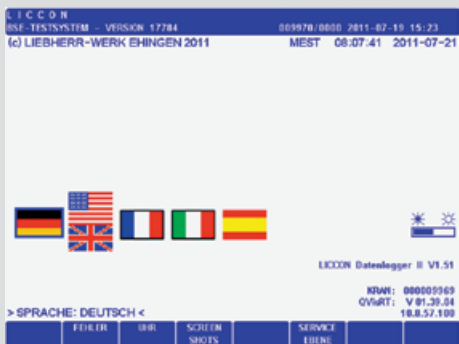 LICCON
BSE-TESTSYSTEM - VERSION 17784 009970/0000 2011-07-19 15:23
(c) LIEBHERR-WERK EHINGEN 2011 MEST 08:07:41 2011-07-21
LICCON Datenlogger II V1.51
KRAN: 000009969
QVisRT: V 01.39.04
10.0.57.100
> SPRACHE: DEUTSCH <
FEHLER UHR SCREEN SHOTS SERVICE EBENE